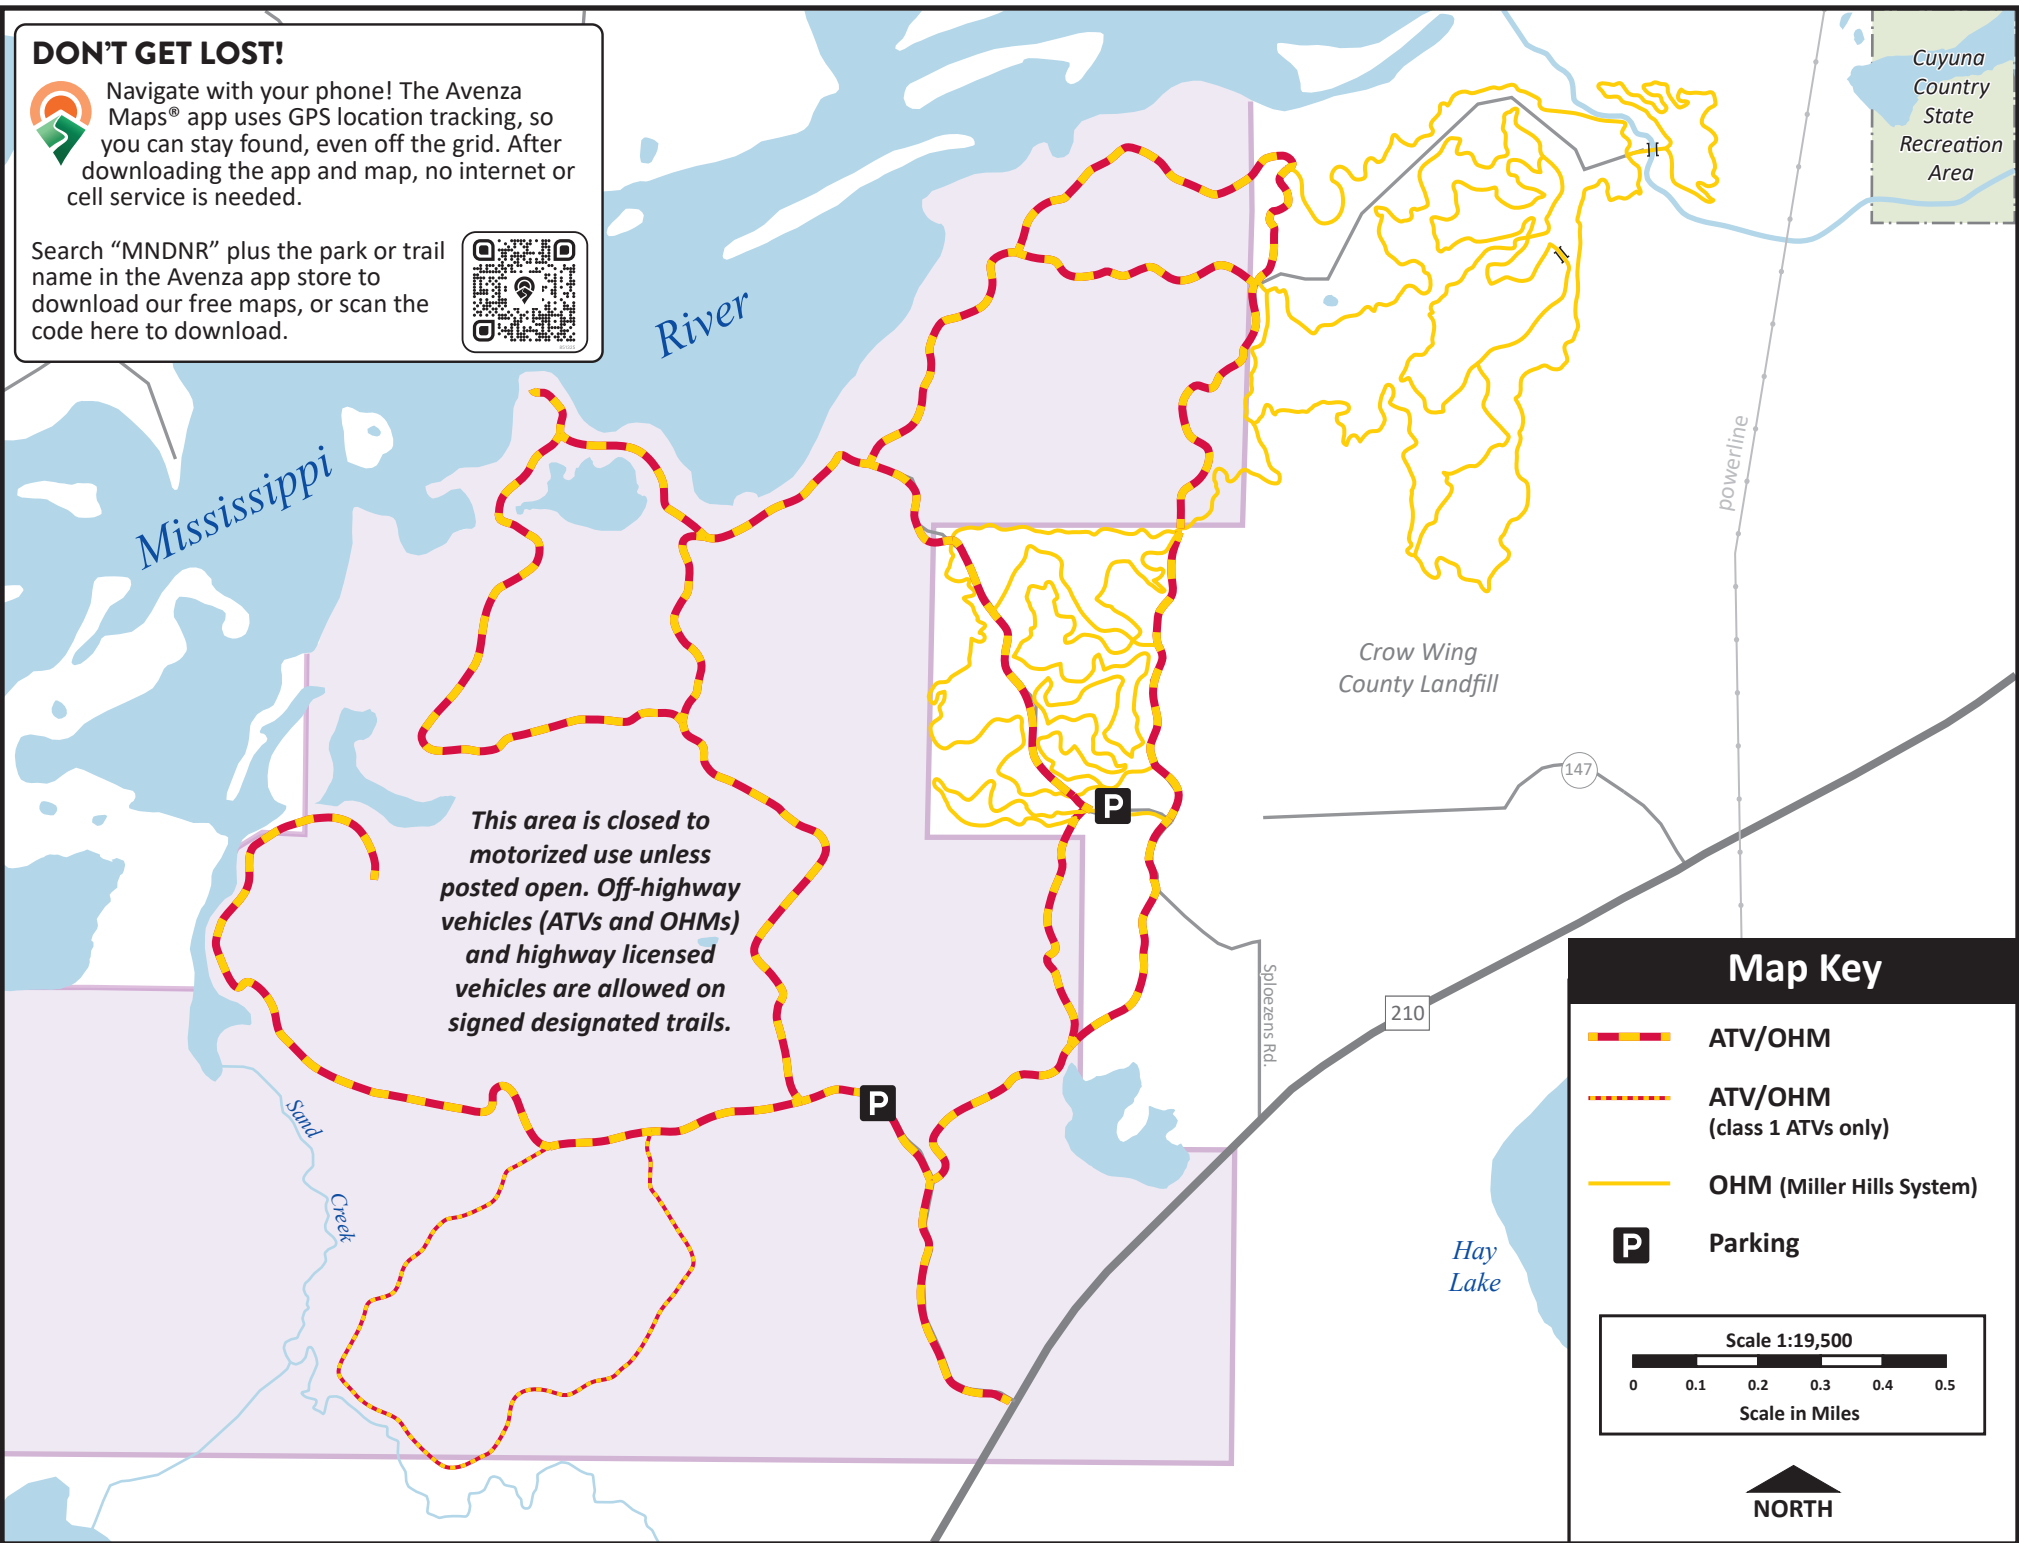 DON'T GET LOST!
Navigate with your phone! The Avenza
Maps® app uses GPS location tracking, so
you can stay found, even off the grid. After
downloading the app and map, no internet or
cell service is needed.
Search “MNDNR” plus the park or trail
name in the Avenza app store to
download our free maps, or scan the
code here to download.
Cuyuna
Country
State
Recreation
Area
River
Mississippi
powerline
Crow Wing
County Landfill
147
P
This area is closed to
motorized use unless
posted open. Off-highway
vehicles (ATVs and OHMs)
and highway licensed
vehicles are allowed on
signed designated trails.
Sploezens Rd.
210
P
Sand
Creek
Hay
Lake
Map Key
ATV/OHM
ATV/OHM
(class 1 ATVs only)
OHM (Miller Hills System)
P Parking
Scale 1:19,500
0 0.1 0.2 0.3 0.4 0.5
Scale in Miles
NORTH